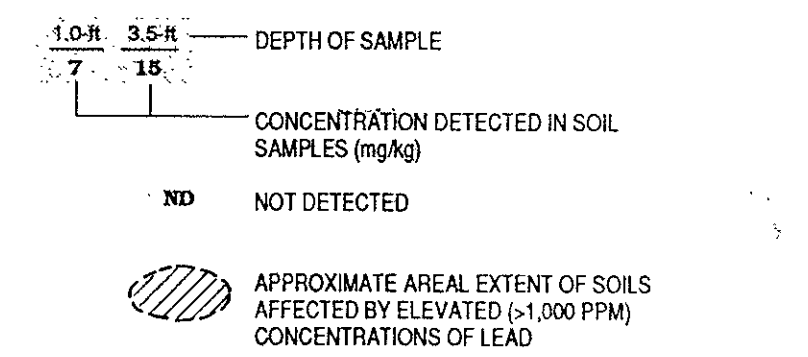 1.0-ft 3.5-ft DEPTH OF SAMPLE
7 15
CONCENTRATION DETECTED IN SOIL
SAMPLES (mg/kg)
ND NOT DETECTED
APPROXIMATE AREAL EXTENT OF SOILS
AFFECTED BY ELEVATED (>1,000 PPM)
CONCENTRATIONS OF LEAD